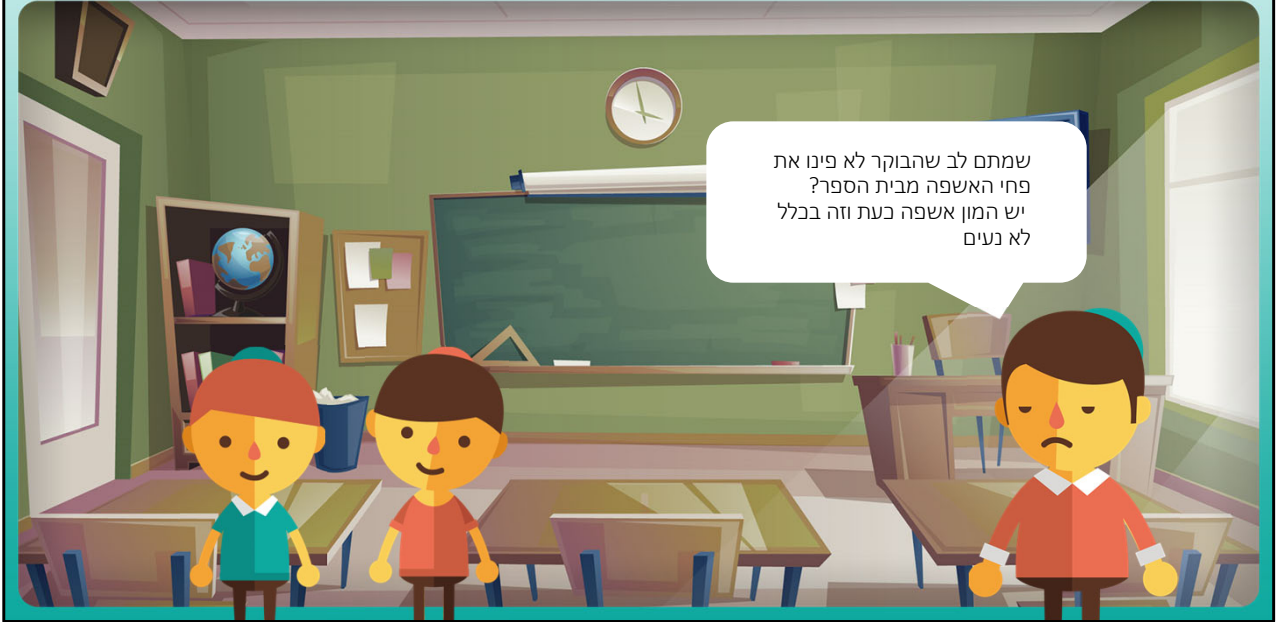 שמתם לב שהבוקר לא פינו את
פחי האשפה מבית הספר?
יש המון אשפה כעת וזה בכלל
לא נעים